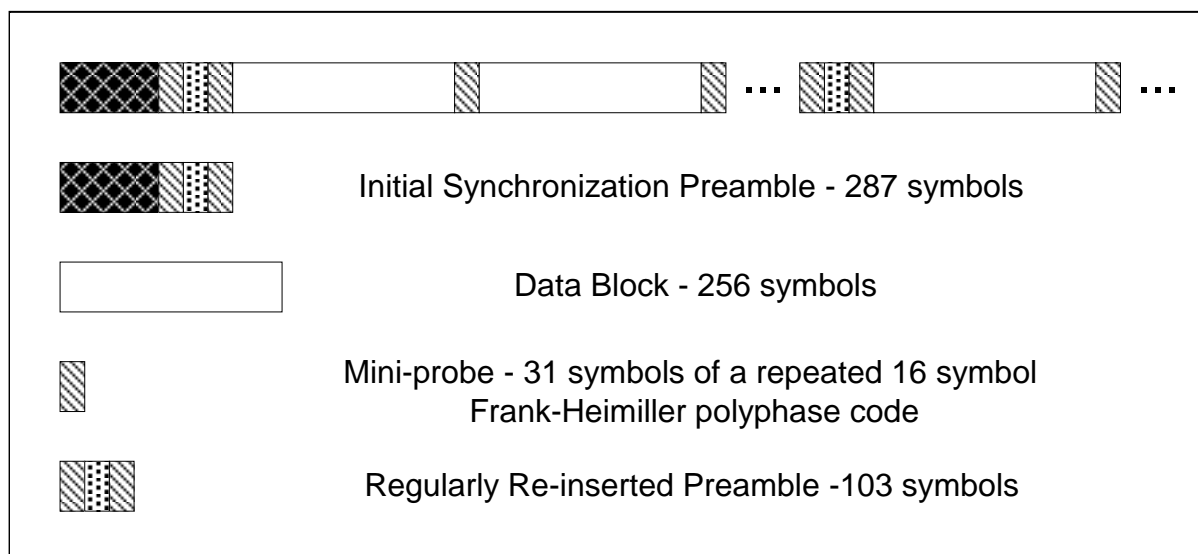 Initial Synchronization Preamble - 287 symbols
Data Block - 256 symbols
Mini-probe - 31 symbols of a repeated 16 symbol
Frank-Heimiller polyphase code
Regularly Re-inserted Preamble -103 symbols